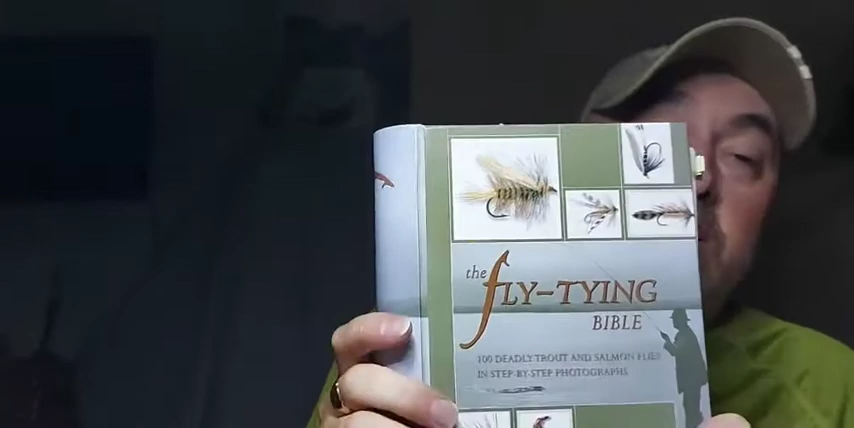 the fLY-TYING
BIBLE
100 DEADLY TROUT AND SALMON FLIES
IN STEP-BY-STEP PHOTOGRAPHS